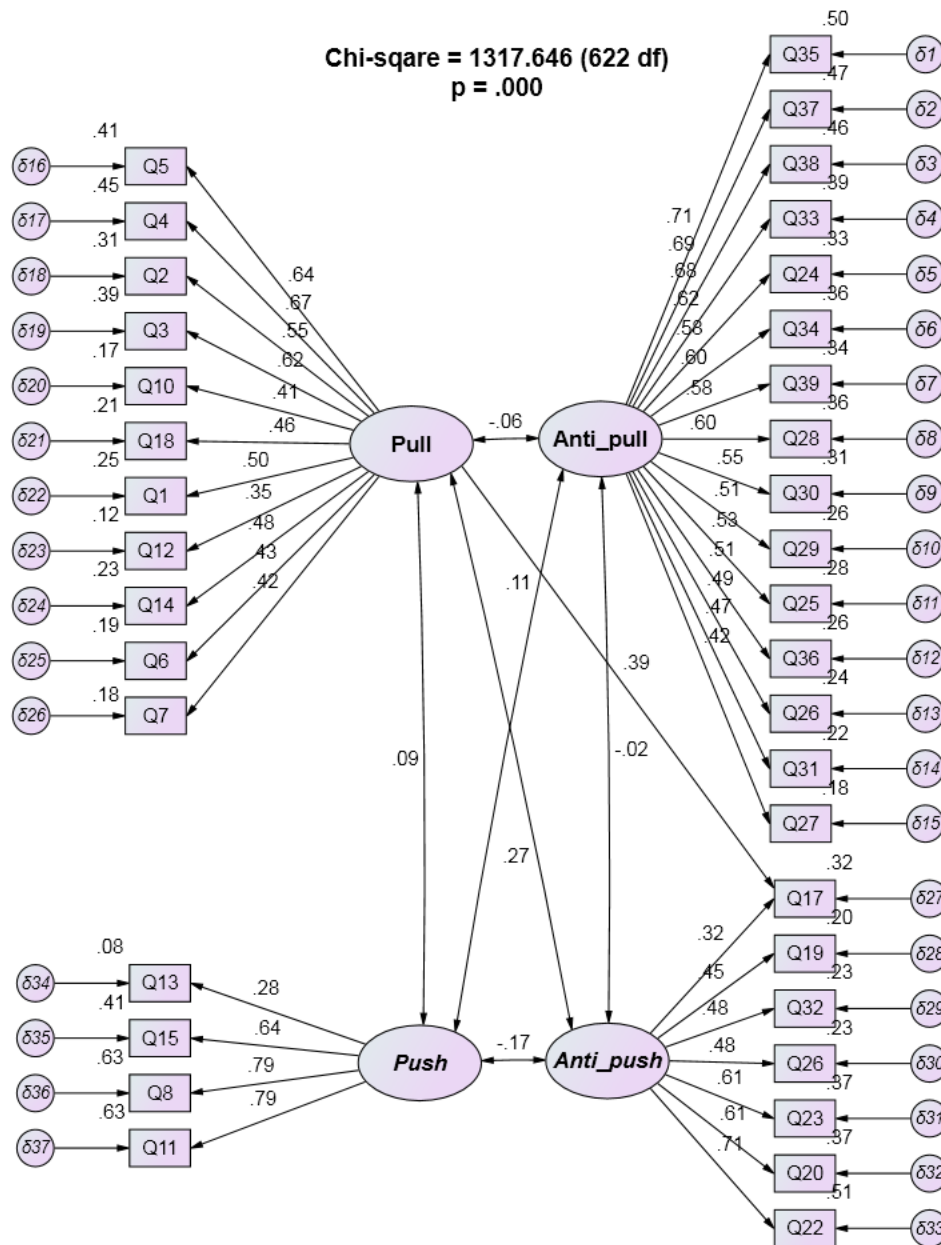 Chi-sqare = 1317.646 (622 df)
p = .000
.41
δ16 Q5
.45
δ17 Q4
.31
δ18 Q2
.39
δ19 Q3
.17
δ20 Q10
.21
δ21 Q18
.25
δ22 Q1
.12
δ23 Q12
.23
δ24 Q14
.19
δ25 Q6
.18
δ26 Q7
.64
.67
.55
.62
.41
.46
.50
.35
.48
.43
.42
Pull
-.06
Anti_pull
.71
.69
.68
.62
.58
.60
.58
.60
.55
.51
.53
.51
.49
.47
.42
.50
Q35 δ1
.47
Q37 δ2
.46
Q38 δ3
.39
Q33 δ4
.33
Q24 δ5
.36
Q34 δ6
.34
Q39 δ7
.36
Q28 δ8
.31
Q30 δ9
.26
Q29 δ10
.28
Q25 δ11
.26
Q36 δ12
.24
Q26 δ13
.22
Q31 δ14
.18
Q27 δ15
.11
.39
.09
-.02
.27
.08
δ34 Q13
.41
δ35 Q15
.63
δ36 Q8
.63
δ37 Q11
.28
.64
.79
.79
Push
-.17
Anti_push
.32
.45
.48
.48
.61
.61
.71
.32
Q17 δ27
.20
Q19 δ28
.23
Q32 δ29
.23
Q26 δ30
.37
Q23 δ31
.37
Q20 δ32
.51
Q22 δ33